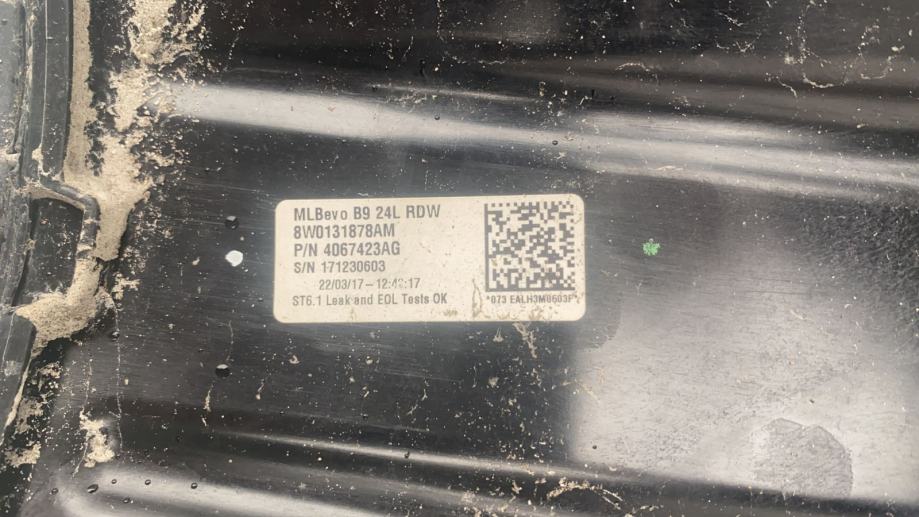 MLBevo B9 24L RDW
8W0131878AM
P/N 4067423AG
S/N 171230603
22/03/17-
ST6.1 Leak and EOL Tests OK